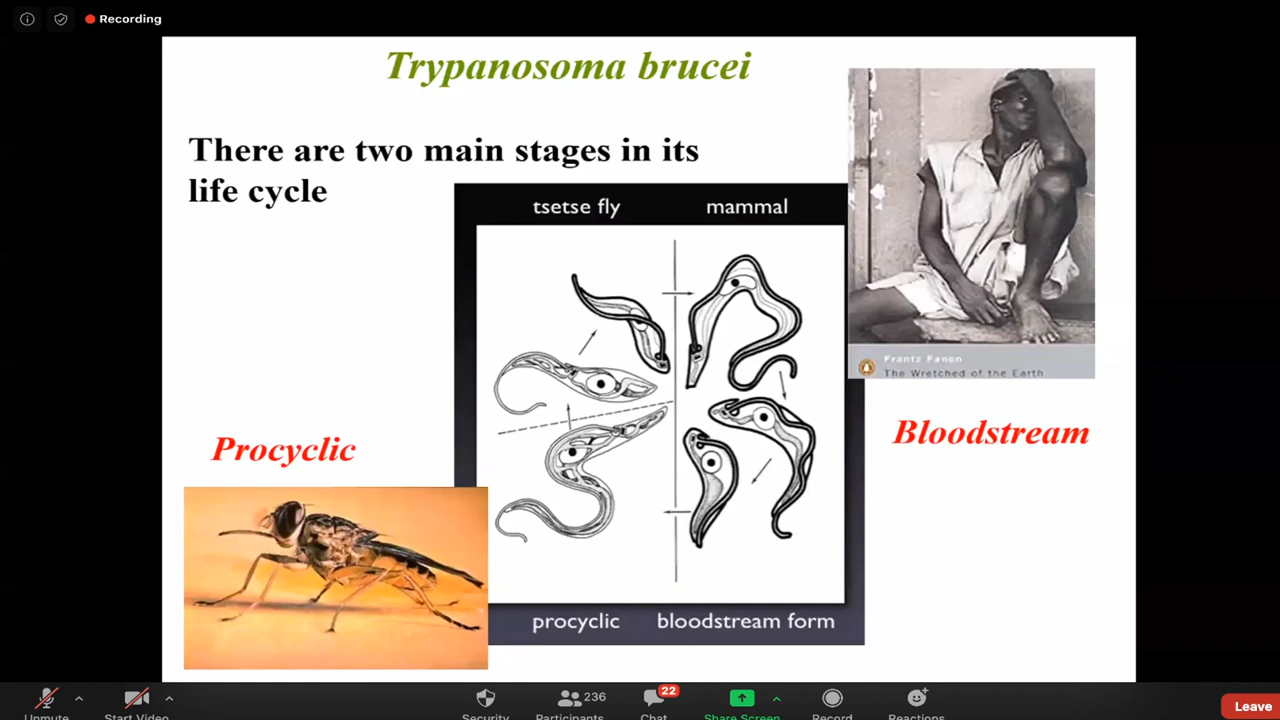 Recording
Trypanosoma brucei
There are two main stages in its
life cycle
tsetse fly
mammal
Frantz Fanon
The Wretched of the Earth
Bloodstream
Procyclic
procyclic
bloodstream form
Unmute
Start Video
Security
236
Participants
22
Chat
Share Screen
Record
Reactions
Leave